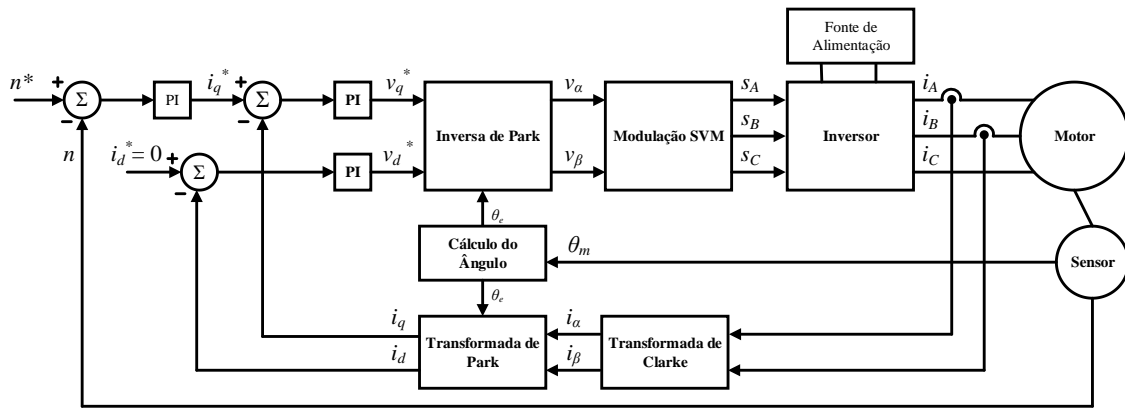 Fonte de
Alimentação
n*
+
Σ
−
PI
i_q^*
+
Σ
−
PI
v_q^*
Inversa de Park
v_α
Modulação SVM
s_A
s_B
s_C
Inversor
i_A
i_B
i_C
Motor
n
i_d^* = 0
+
Σ
−
PI
v_d^*
v_β
θ_e
Cálculo do
Ângulo
θ_m
Sensor
θ_e
i_q
i_d
Transformada de
Park
i_α
i_β
Transformada de
Clarke